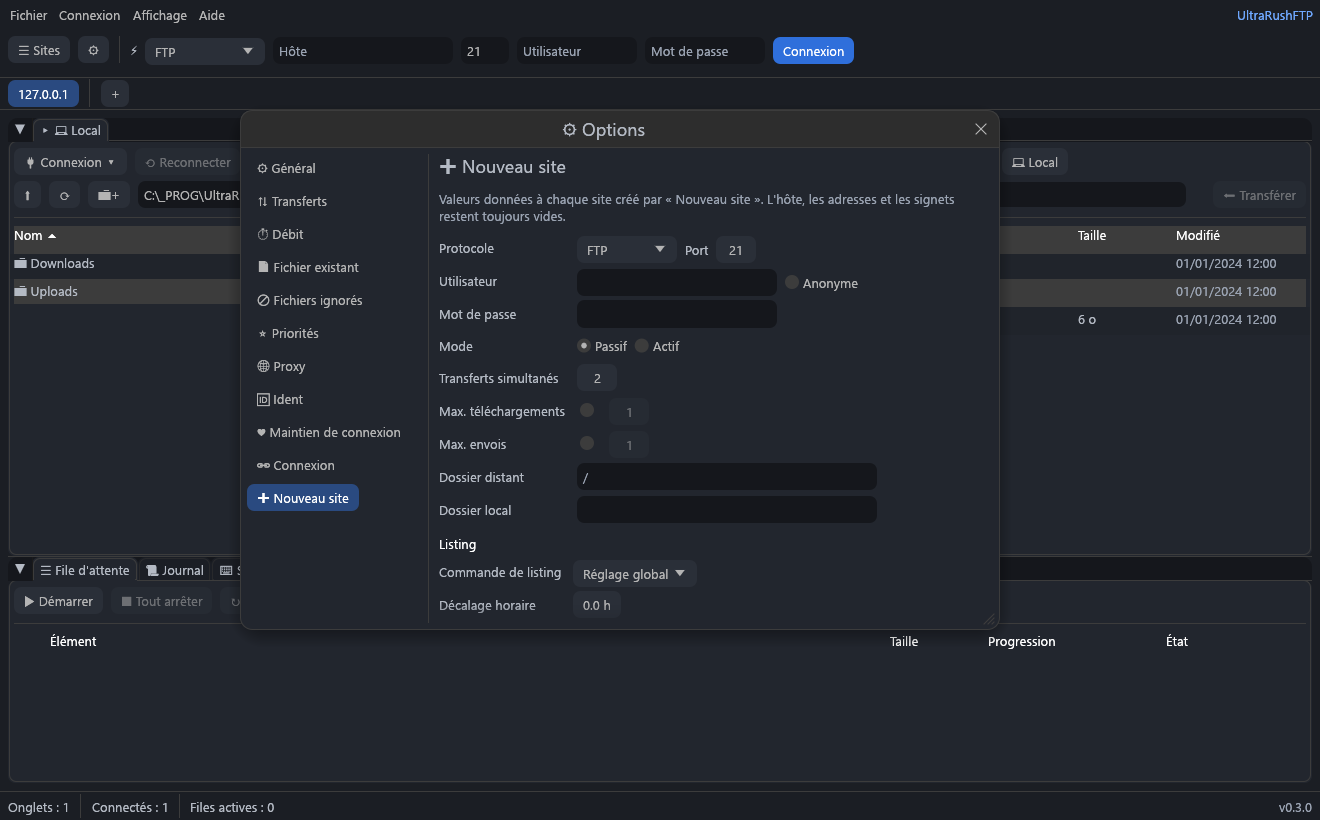 Fichier Connexion Affichage Aide UltraRushFTP
Sites FTP Hôte 21 Utilisateur Mot de passe Connexion
127.0.0.1 +
Local
Options
Connexion Reconnecter
Local
C:\_PROG\UltraR
Transférer
Nom Taille Modifié
Downloads 01/01/2024 12:00
Uploads 01/01/2024 12:00
6 o 01/01/2024 12:00
Général
Transferts
Débit
Fichier existant
Fichiers ignorés
Priorités
Proxy
Ident
Maintien de connexion
Connexion
Nouveau site
Nouveau site
Valeurs données à chaque site créé par « Nouveau site ». L'hôte, les adresses et les signets
restent toujours vides.
Protocole FTP Port 21
Utilisateur Anonyme
Mot de passe
Mode Passif Actif
Transferts simultanés 2
Max. téléchargements 1
Max. envois 1
Dossier distant /
Dossier local
Listing
Commande de listing Réglage global
Décalage horaire 0.0 h
File d'attente Journal S
Démarrer Tout arrêter
Élément Taille Progression État
Onglets : 1 Connectés : 1 Files actives : 0 v0.3.0